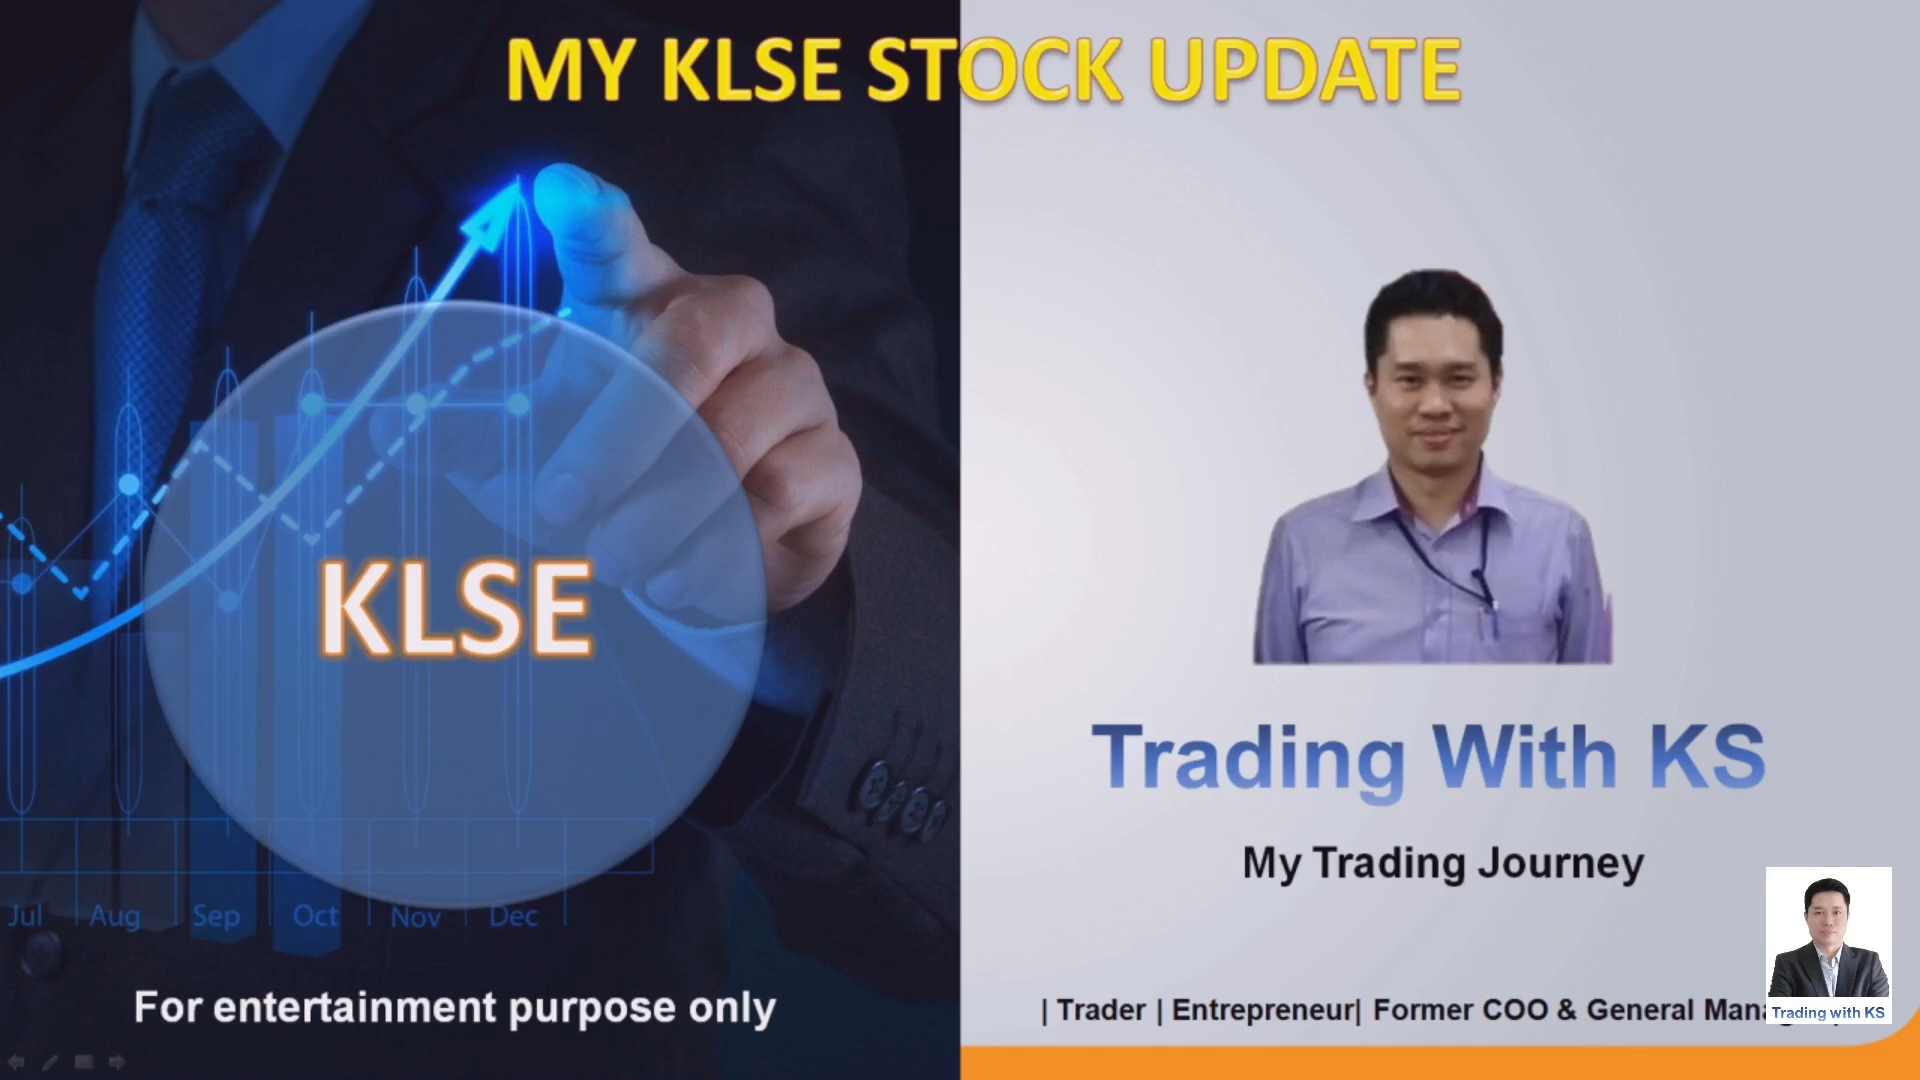 MY KLSE STOCK UPDATE
KLSE
Jul Aug Sep Oct Nov Dec
For entertainment purpose only
Trading With KS
My Trading Journey
| Trader | Entrepreneur| Former COO & General
Trading with KS